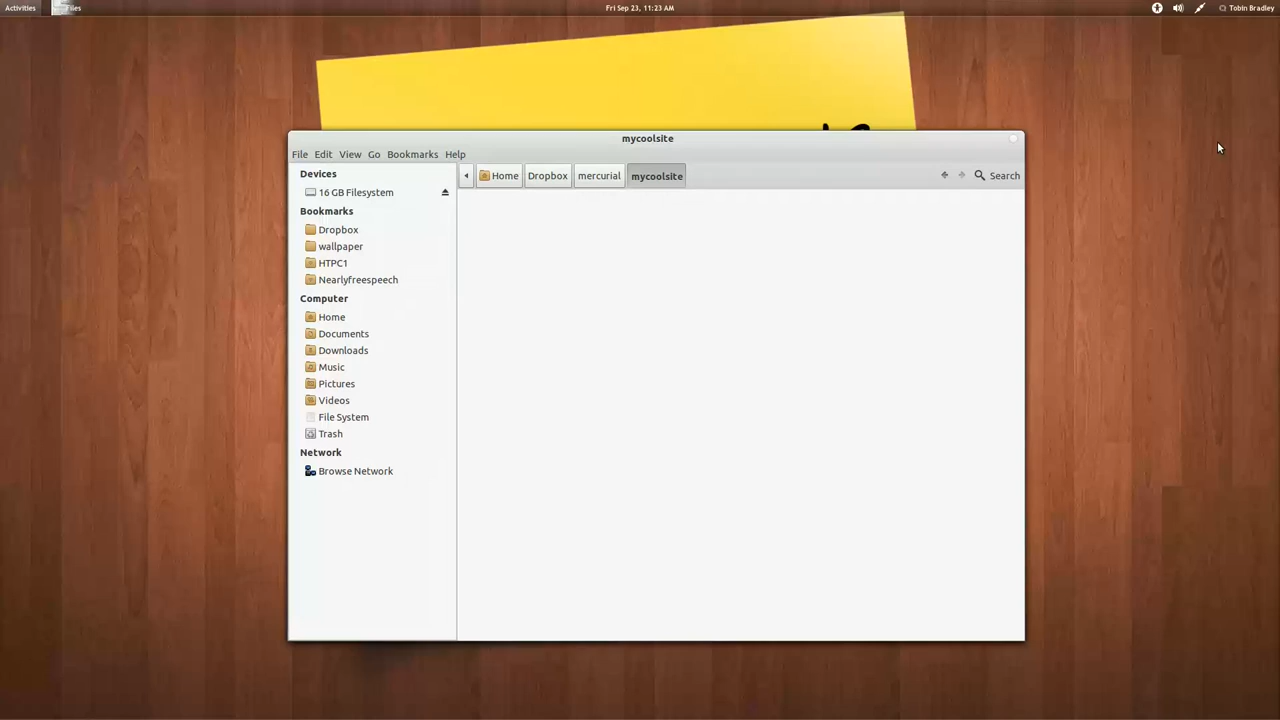 Activities Files Fri Sep 23, 11:23 AM Tobin Bradley
mycoolsite
File Edit View Go Bookmarks Help
Devices
16 GB Filesystem
Bookmarks
Dropbox
wallpaper
HTPC1
Nearlyfreespeech
Computer
Home
Documents
Downloads
Music
Pictures
Videos
File System
Trash
Network
Browse Network
Home Dropbox mercurial mycoolsite Search